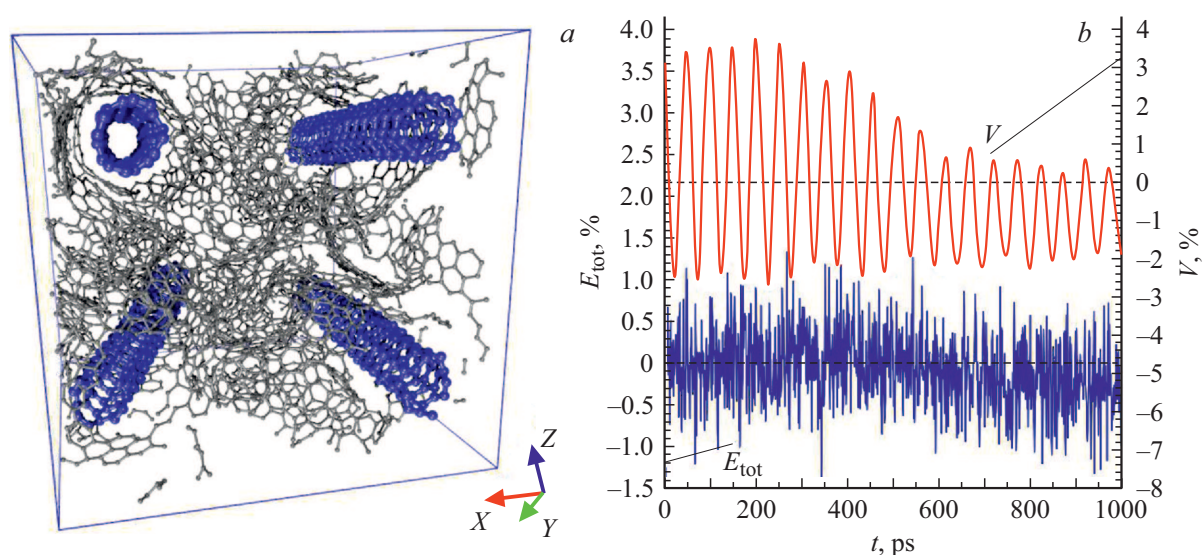 a
Z
X
Y
b
4.0
3.5
3.0
2.5
2.0
1.5
1.0
0.5
0
–0.5
–1.0
–1.5
E_tot, %
V
E_tot
4
3
2
1
0
–1
–2
–3
–4
–5
–6
–7
–8
V, %
0 200 400 600 800 1000
t, ps